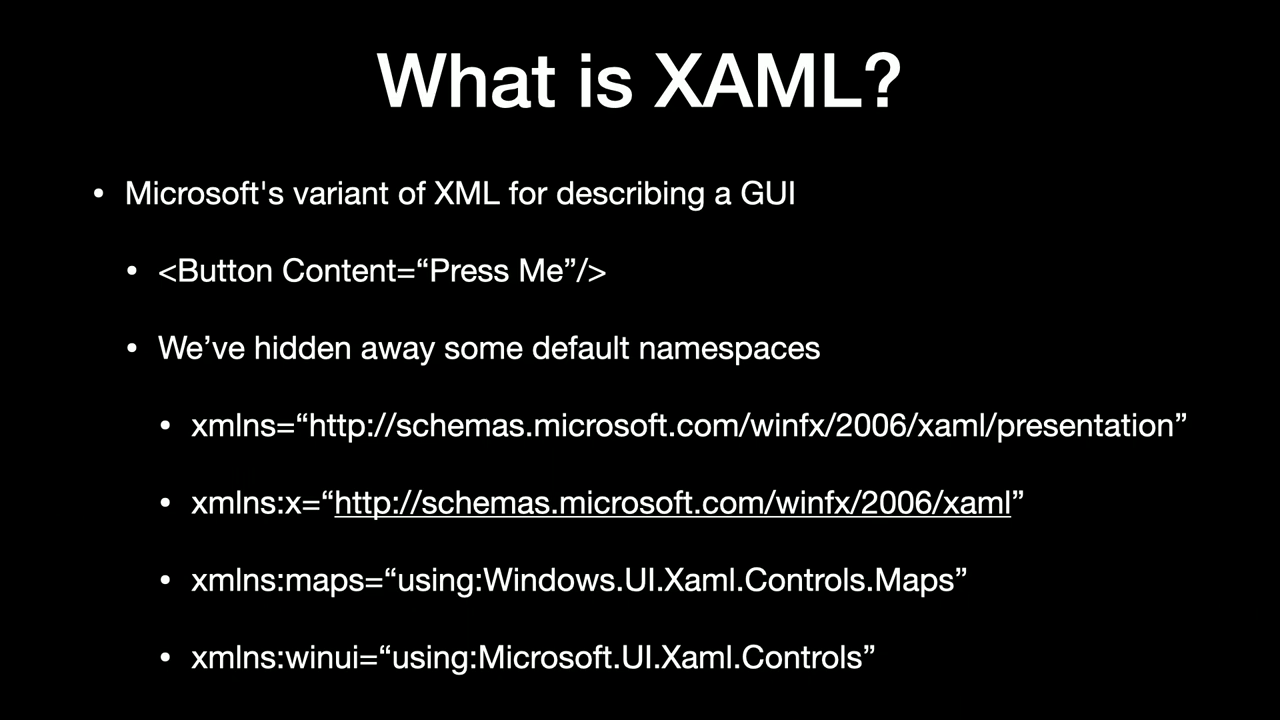 What is XAML?
• Microsoft's variant of XML for describing a GUI
• <Button Content=“Press Me”/>
• We’ve hidden away some default namespaces
• xmlns=“http://schemas.microsoft.com/winfx/2006/xaml/presentation”
• xmlns:x=“http://schemas.microsoft.com/winfx/2006/xaml”
• xmlns:maps=“using:Windows.UI.Xaml.Controls.Maps”
• xmlns:winui=“using:Microsoft.UI.Xaml.Controls”